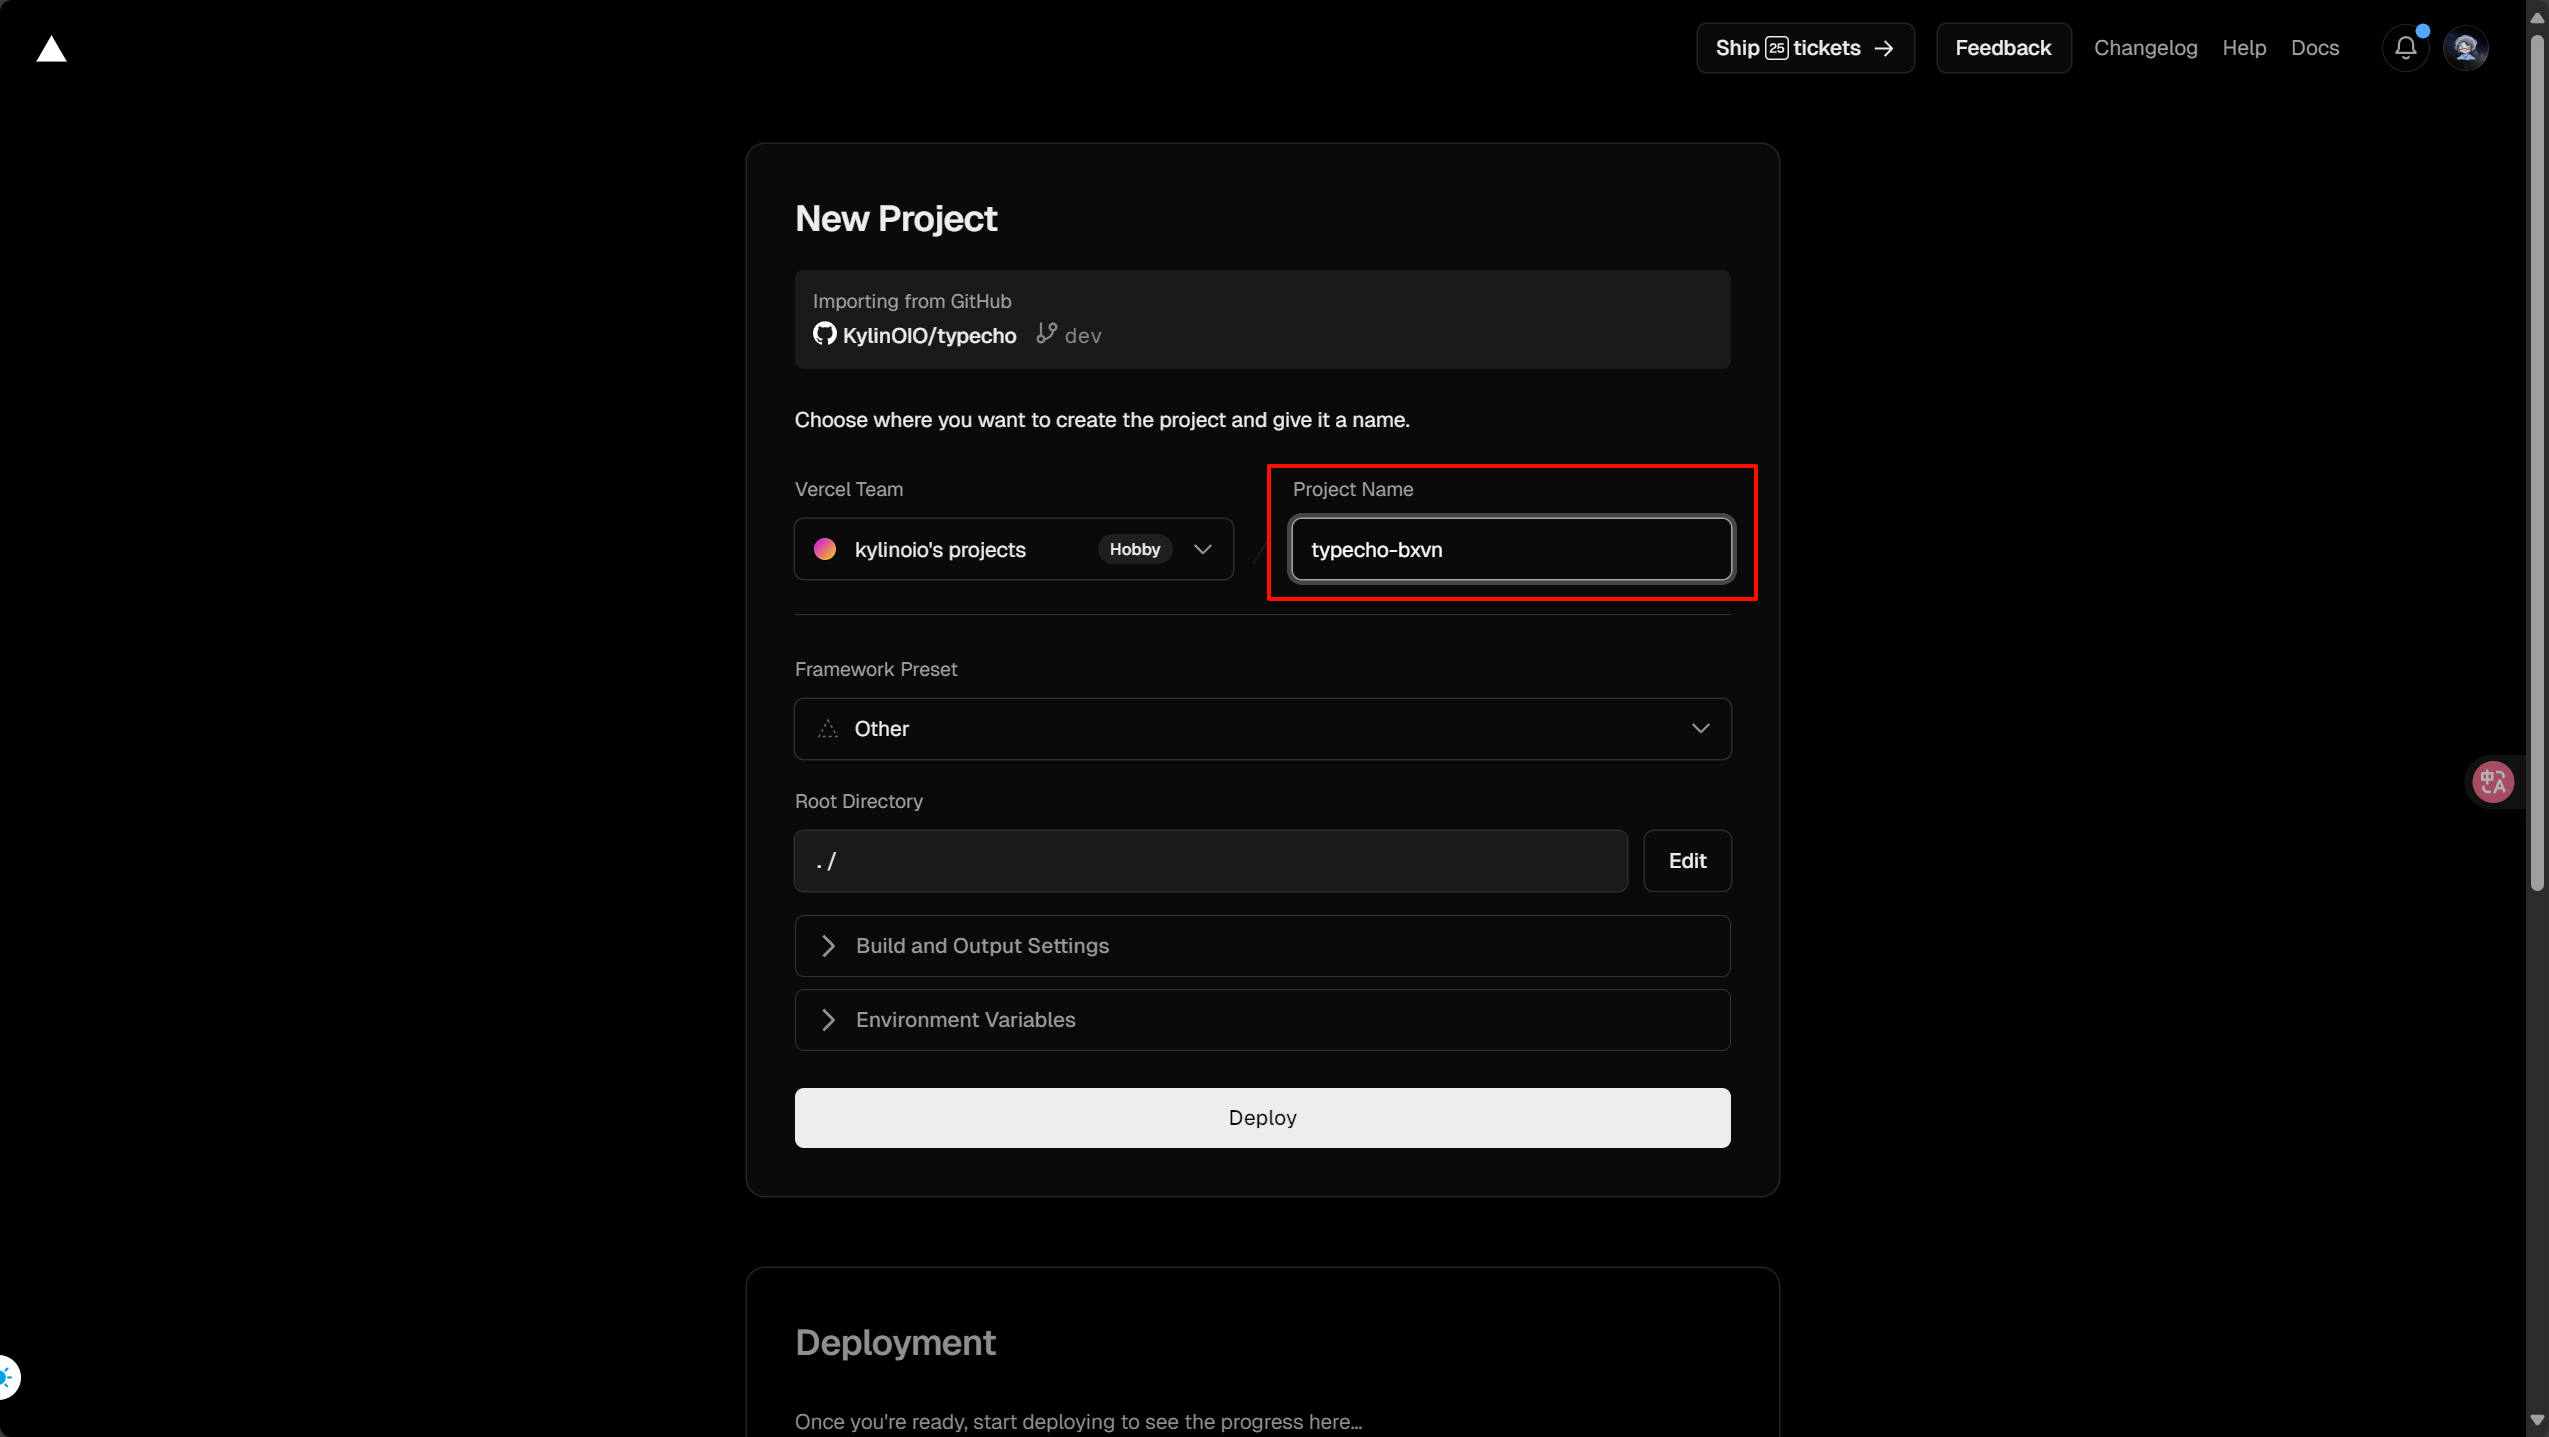 Ship 25 tickets →
Feedback
Changelog
Help
Docs
New Project
Importing from GitHub
KylinOIO/typecho dev
Choose where you want to create the project and give it a name.
Vercel Team
Project Name
kylinoio's projects Hobby
typecho-bxvn
Framework Preset
Other
Root Directory
./
Edit
Build and Output Settings
Environment Variables
中A
Deploy
Deployment
Once you're ready, start deploying to see the progress here...